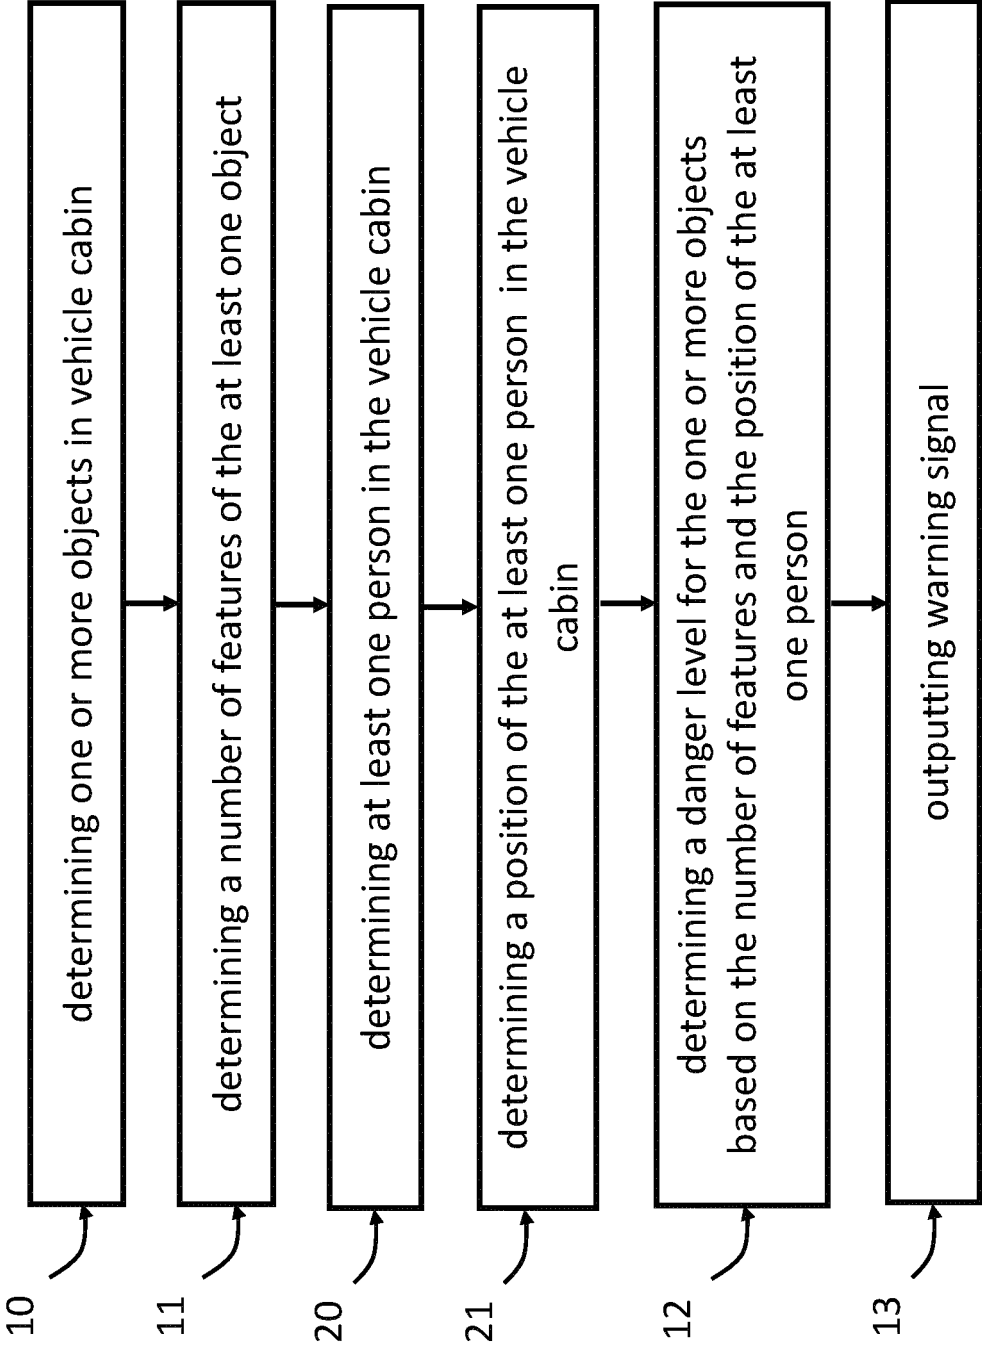 10
determining one or more objects in vehicle cabin
11
determining a number of features of the at least one object
20
determining at least one person in the vehicle cabin
21
determining a position of the at least one person in the vehicle
cabin
12
determining a danger level for the one or more objects
based on the number of features and the position of the at least
one person
13
outputting warning signal